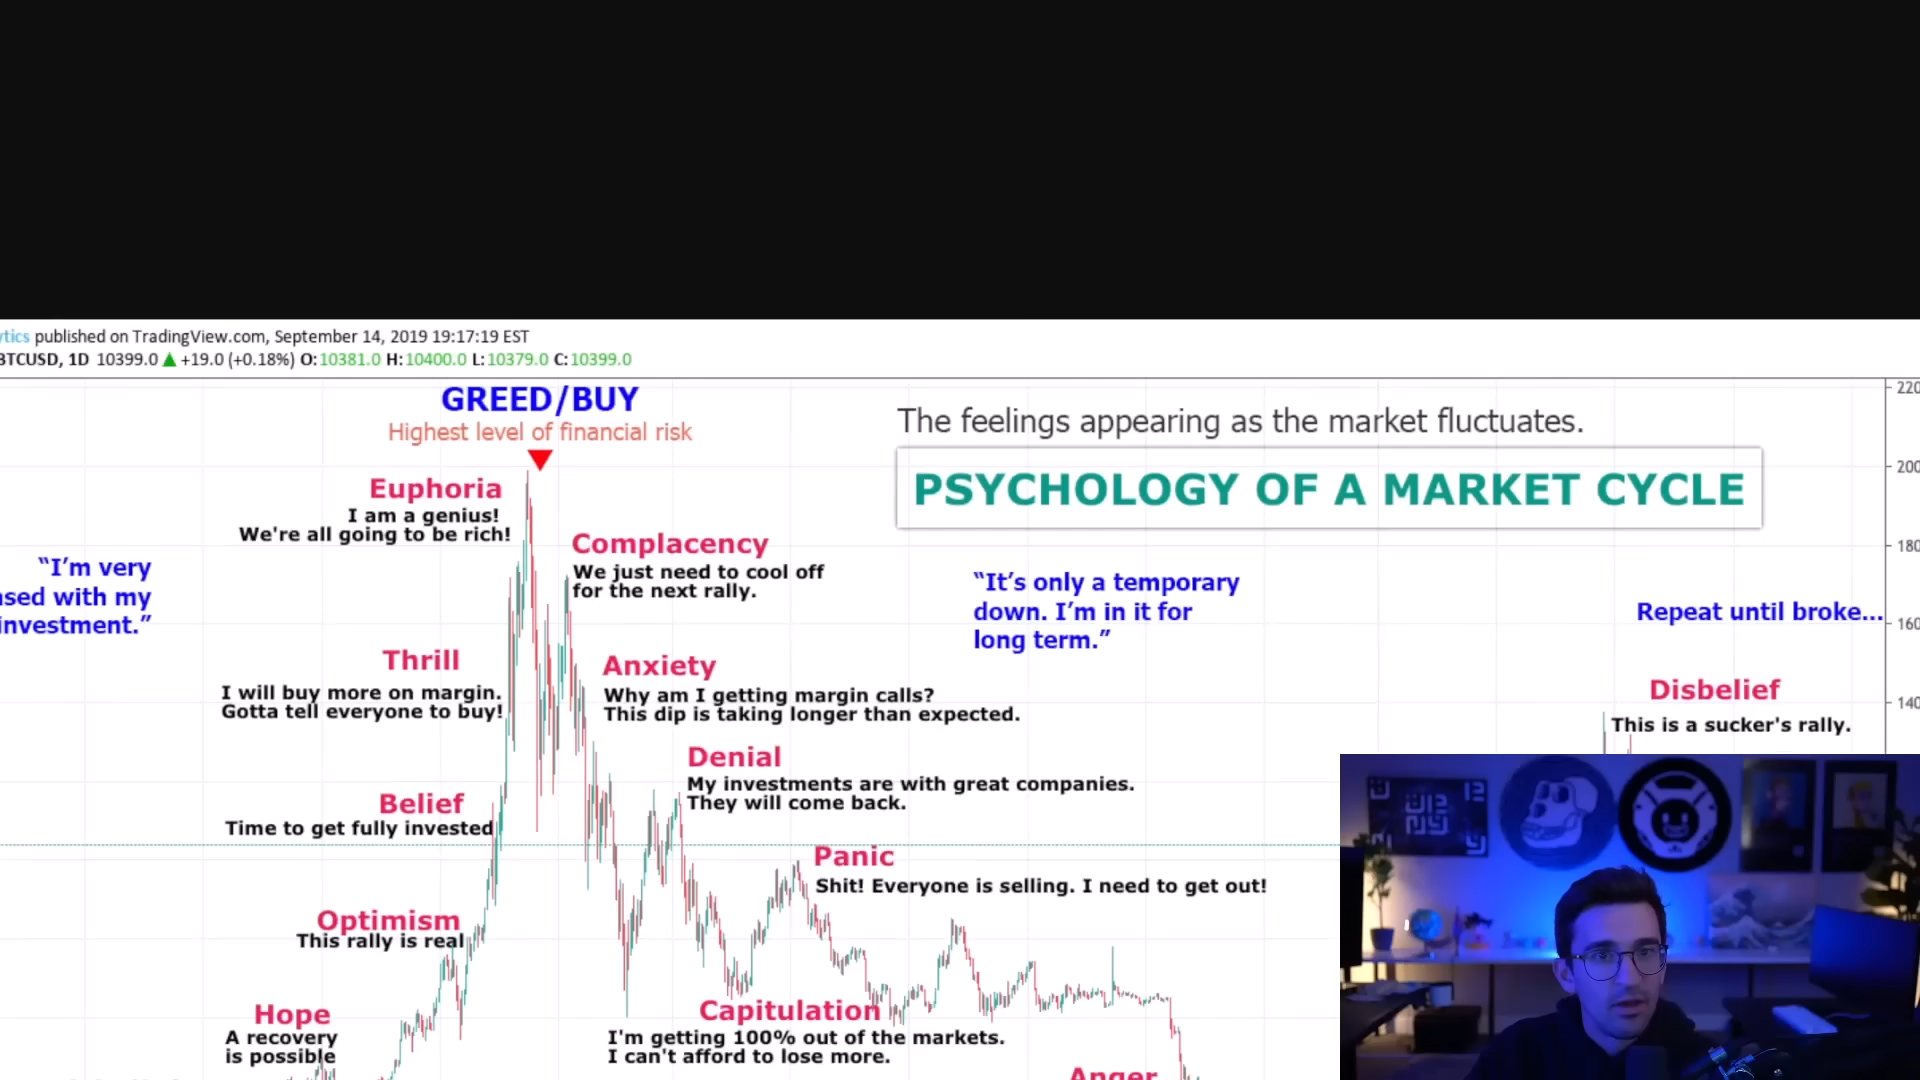 published on TradingView.com, September 14, 2019 19:17:19 EST
BTCUSD, 1D 10399.0 ▲ +19.0 (+0.18%) O:10381.0 H:10400.0 L:10379.0 C:10399.0
GREED/BUY
Highest level of financial risk
The feelings appearing as the market fluctuates.
PSYCHOLOGY OF A MARKET CYCLE
Euphoria
I am a genius!
We're all going to be rich!
Complacency
We just need to cool off
for the next rally.
“I’m very
with my
investment.”
“It’s only a temporary
down. I’m in it for
long term.”
Repeat until broke...
Thrill
I will buy more on margin.
Gotta tell everyone to buy!
Anxiety
Why am I getting margin calls?
This dip is taking longer than expected.
Disbelief
This is a sucker's rally.
Denial
My investments are with great companies.
They will come back.
Belief
Time to get fully invested
Panic
Shit! Everyone is selling. I need to get out!
Optimism
This rally is real
Hope
A recovery
is possible
Capitulation
I'm getting 100% out of the markets.
I can't afford to lose more.
Anger